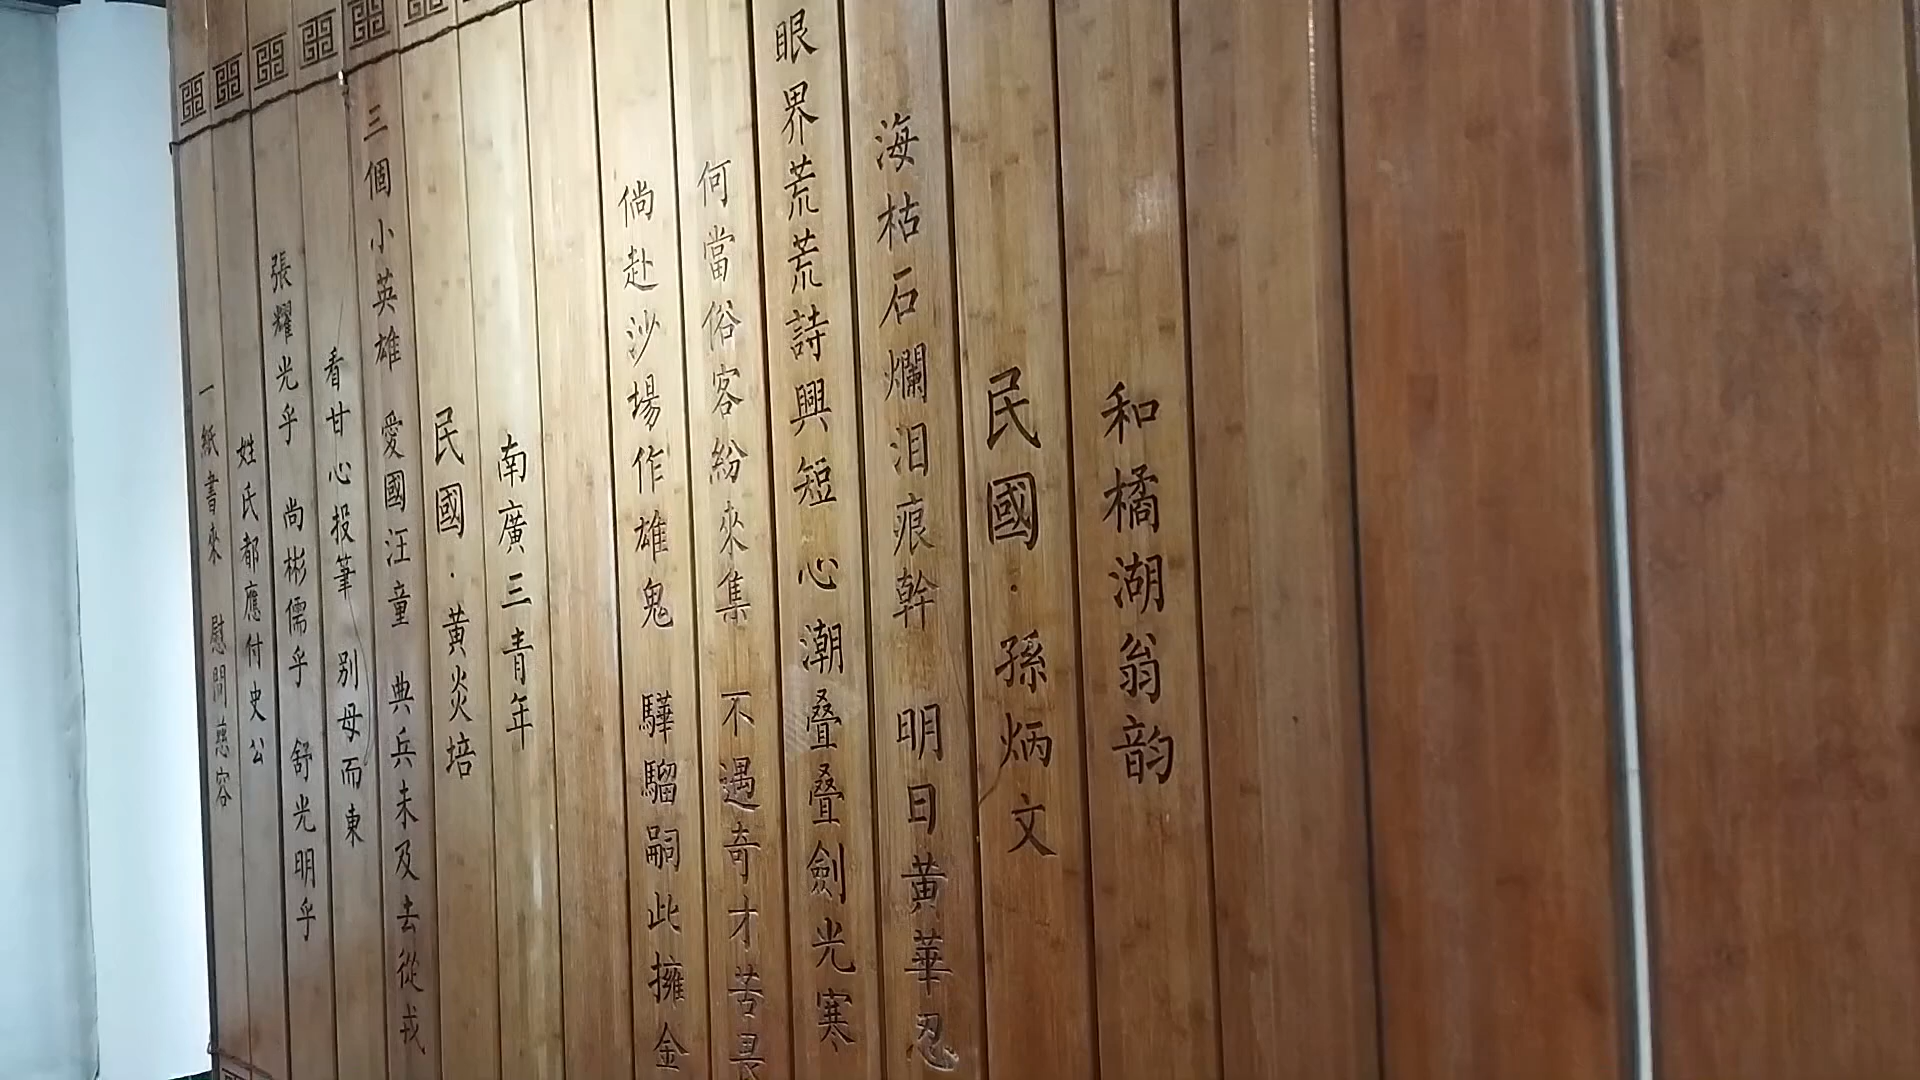 和橘湖翁韵
民國·孫炳文
海枯石爛泪痕幹 明日黃華忍
眼界荒荒詩興短 心潮叠叠劍光寒
何當俗客紛來集 不遇奇才苦
倘赴沙場作雄鬼 驊騮嗣此擁金
南廣三青年
民國·黃炎培
三個小英雄 愛國汪童 典兵未及去從戎
看甘心投筆 别母而東
張耀光乎 尚彬儒乎 舒光明乎
姓氏都應付史公
一紙書來 慰問慈容